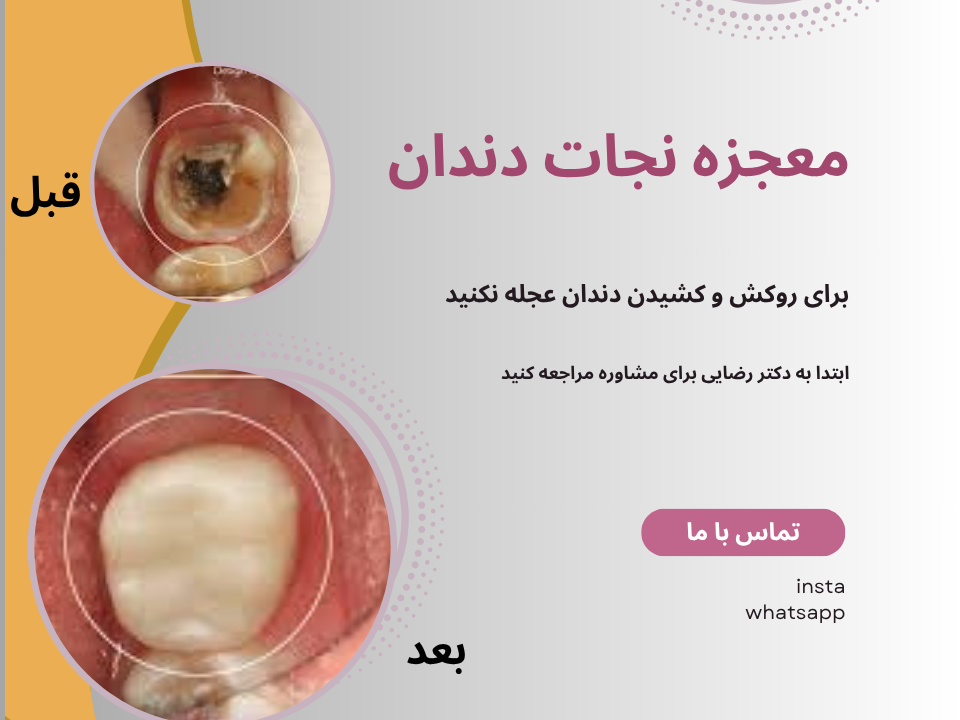 معجزه نجات دندان
قبل
برای روکش و کشیدن دندان عجله نکنید
ابتدا به دکتر رضایی برای مشاوره مراجعه کنید
تماس با ما
insta
whatsapp
بعد